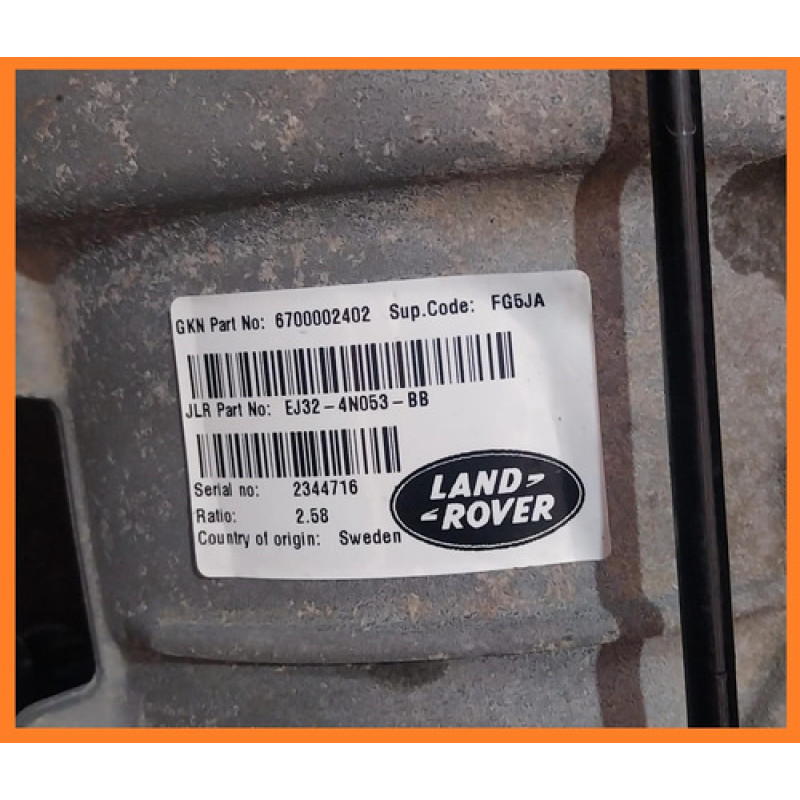 GKN Part No: 6700002402 Sup.Code: FG5JA
JLR Part No: EJ32-4N053-BB
Serial no: 2344716
Ratio: 2.58
Country of origin: Sweden
LAND
ROVER